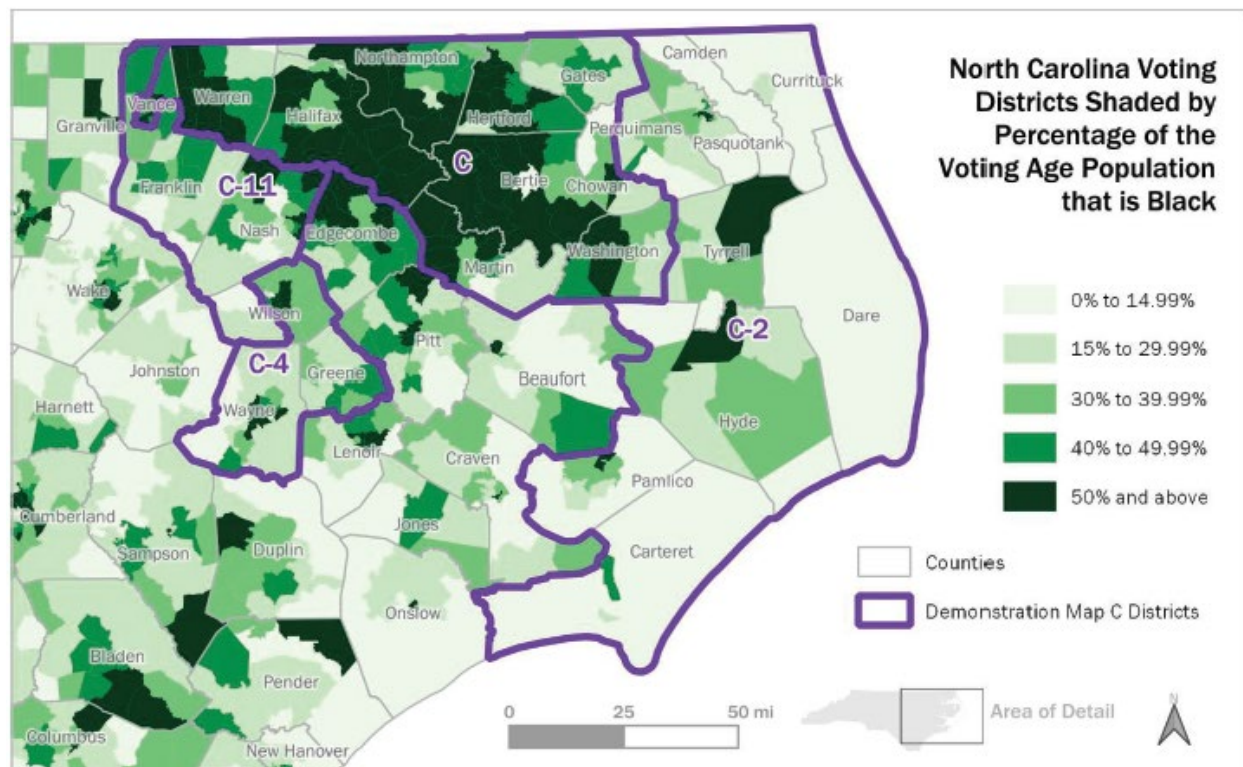 North Carolina Voting
Districts Shaded by
Percentage of the
Voting Age Population
that is Black
0% to 14.99%
15% to 29.99%
30% to 39.99%
40% to 49.99%
50% and above
Counties
Demonstration Map C Districts
Area of Detail
N
0 25 50 mi
Northampton
Camden
Currituck
Gates
Vance
Warren
Halifax
Hertford
Granville
Perquimans
Pasquotank
C
Bertie
Chowan
Franklin
C-11
Nash
Edgecombe
Washington
Tyrrell
Martin
Wake
Dare
Wilson
C-2
Pitt
C-4
Johnston
Greene
Beaufort
Harnett
Wayne
Hyde
Lenoir
Craven
Pamlico
Cumberland
Jones
Sampson
Duplin
Carteret
Onslow
Bladen
Pender
Columbus
New Hanover